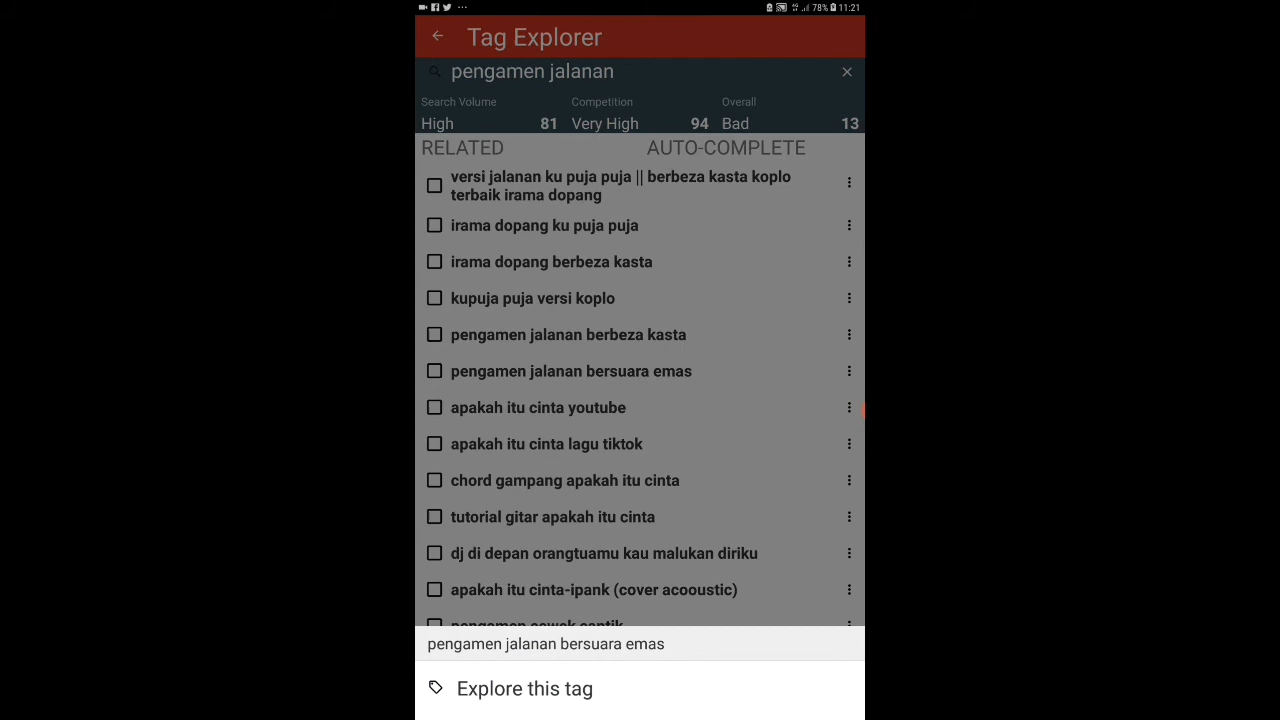 78% 11:21
Tag Explorer
pengamen jalanan
Search Volume Competition Overall
High 81 Very High 94 Bad 13
RELATED AUTO-COMPLETE
versi jalanan ku puja puja || berbeza kasta koplo
terbaik irama dopang
irama dopang ku puja puja
irama dopang berbeza kasta
kupuja puja versi koplo
pengamen jalanan berbeza kasta
pengamen jalanan bersuara emas
apakah itu cinta youtube
apakah itu cinta lagu tiktok
chord gampang apakah itu cinta
tutorial gitar apakah itu cinta
dj di depan orangtuamu kau malukan diriku
apakah itu cinta-ipank (cover acooustic)
pengamen cewek cantik
pengamen jalanan bersuara emas
Explore this tag